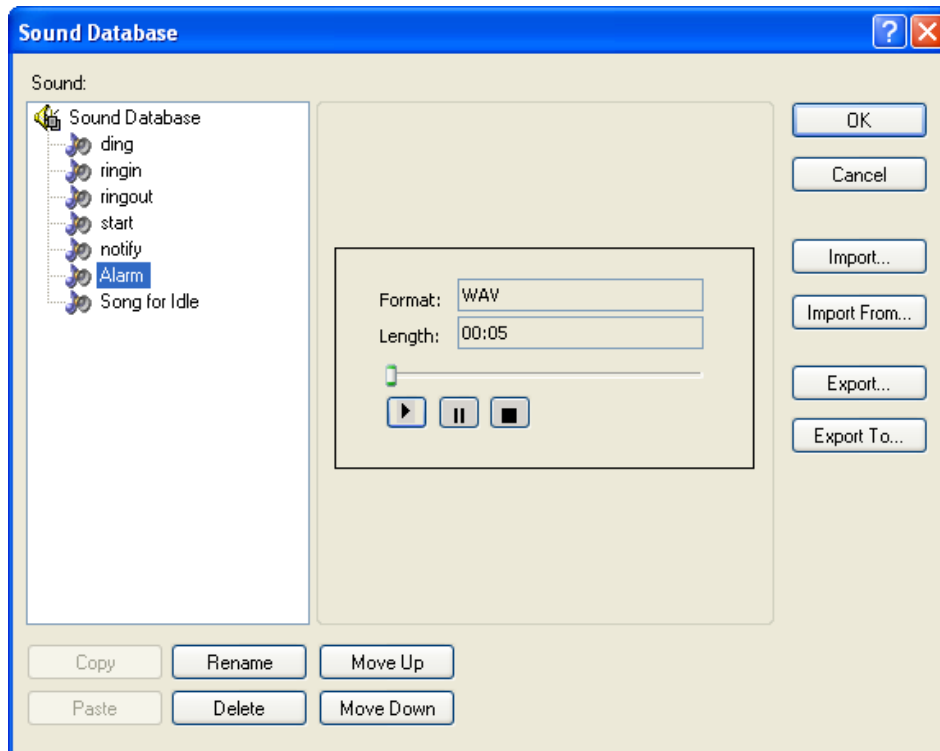 Sound Database
Sound:
Sound Database
ding
ringin
ringout
start
notify
Alarm
Song for Idle
Format: WAV
Length: 00:05
OK
Cancel
Import...
Import From...
Export...
Export To...
Copy Rename Move Up
Paste Delete Move Down